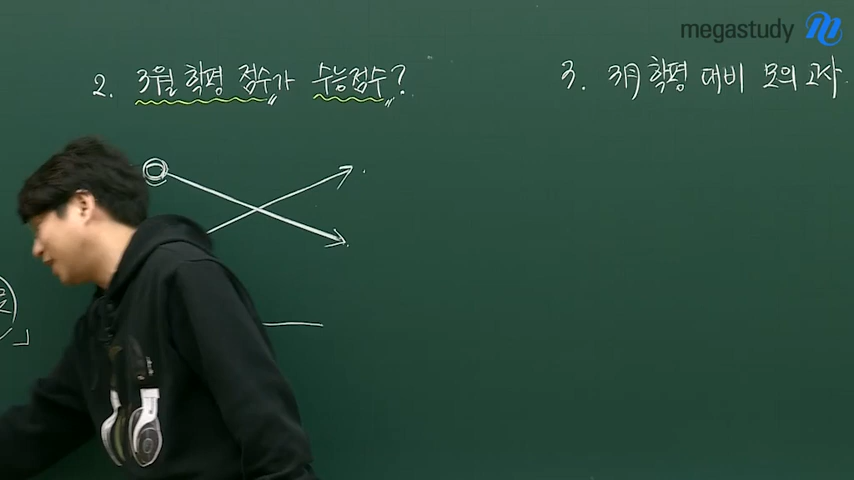 megastudy
2. 3월 학평 점수가 수능점수?
3. 3月 학평 대비 모의고사.